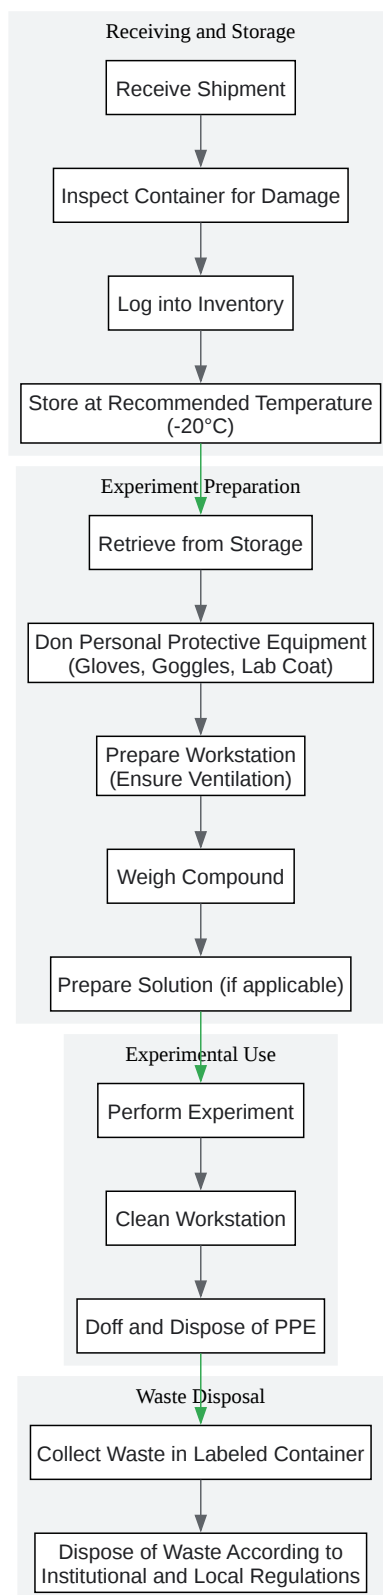 Receiving and Storage
Receive Shipment
Inspect Container for Damage
Log into Inventory
Store at Recommended Temperature
(-20°C)
Experiment Preparation
Retrieve from Storage
Don Personal Protective Equipment
(Gloves, Goggles, Lab Coat)
Prepare Workstation
(Ensure Ventilation)
Weigh Compound
Prepare Solution (if applicable)
Experimental Use
Perform Experiment
Clean Workstation
Doff and Dispose of PPE
Waste Disposal
Collect Waste in Labeled Container
Dispose of Waste According to
Institutional and Local Regulations